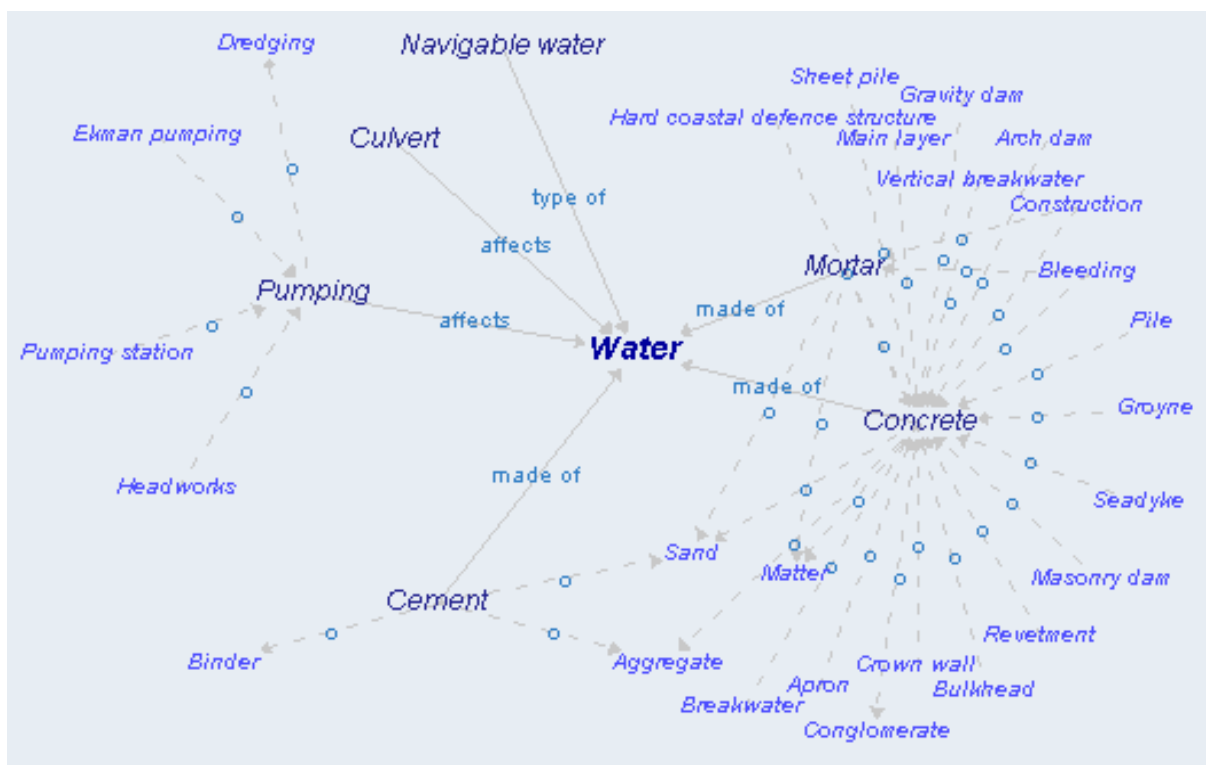 Dredging
Navigable water
Sheet pile
Gravity dam
Hard coastal defence structure
Ekman pumping
Culvert
Main layer
Arch dam
Vertical breakwater
type of
Construction
affects
Mortar
Bleeding
Pumping
made of
affects
Pile
Pumping station
Water
made of
Groyne
Concrete
made of
Headworks
Seadyke
Sand
Matter
Masonry dam
Cement
Revetment
Binder
Aggregate
Crown wall
Apron
Bulkhead
Breakwater
Conglomerate